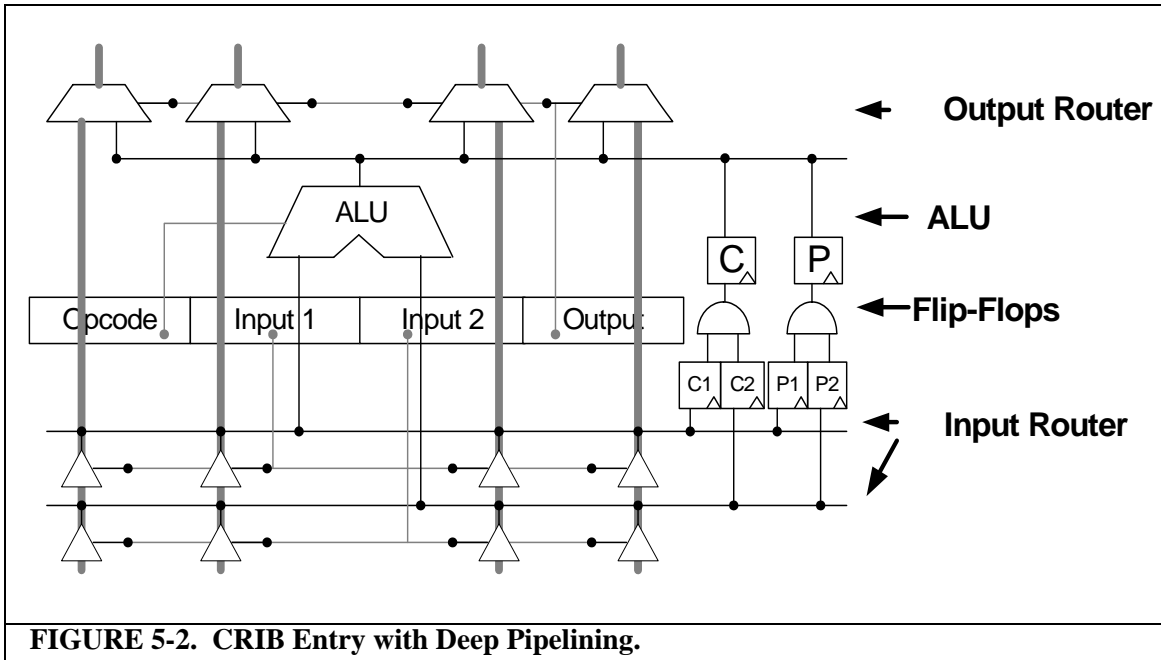 Output Router
ALU
ALU
C P
Flip-Flops
Opcode Input 1 Input 2 Output
C1 C2 P1 P2
Input Router
FIGURE 5-2. CRIB Entry with Deep Pipelining.